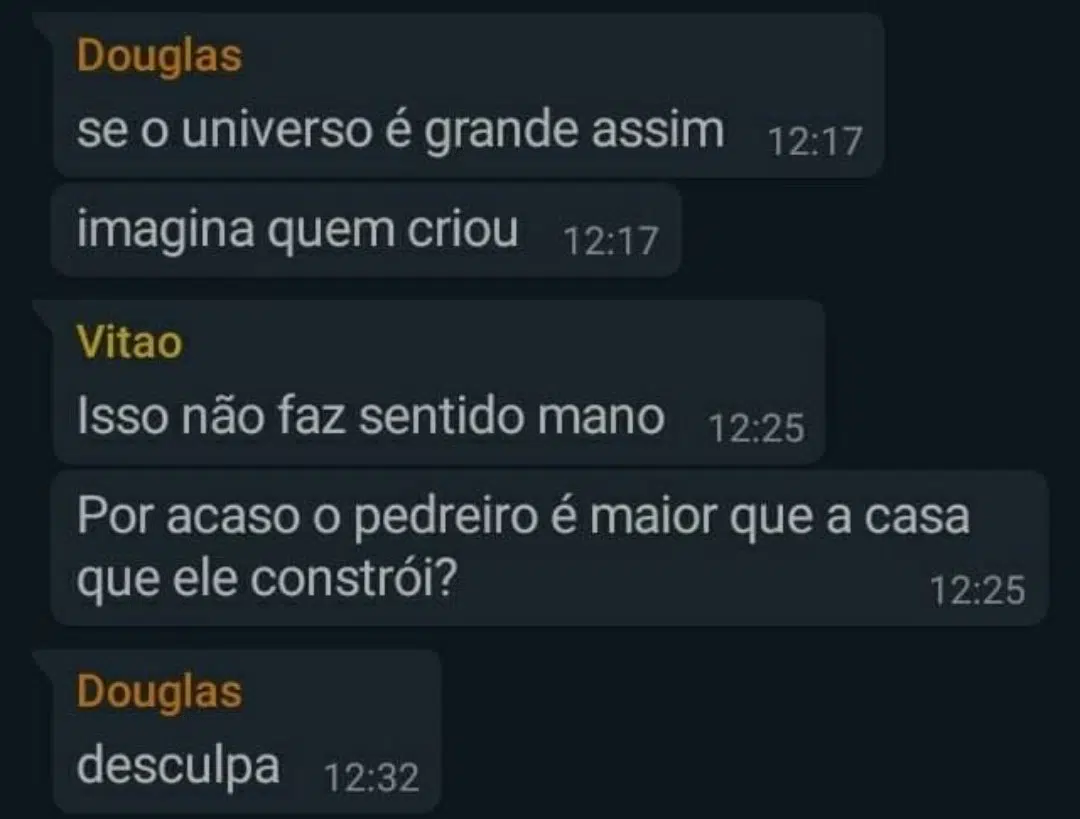 Douglas
se o universo é grande assim 12:17
imagina quem criou 12:17
Vitao
Isso não faz sentido mano 12:25
Por acaso o pedreiro é maior que a casa
que ele constrói? 12:25
Douglas
desculpa 12:32